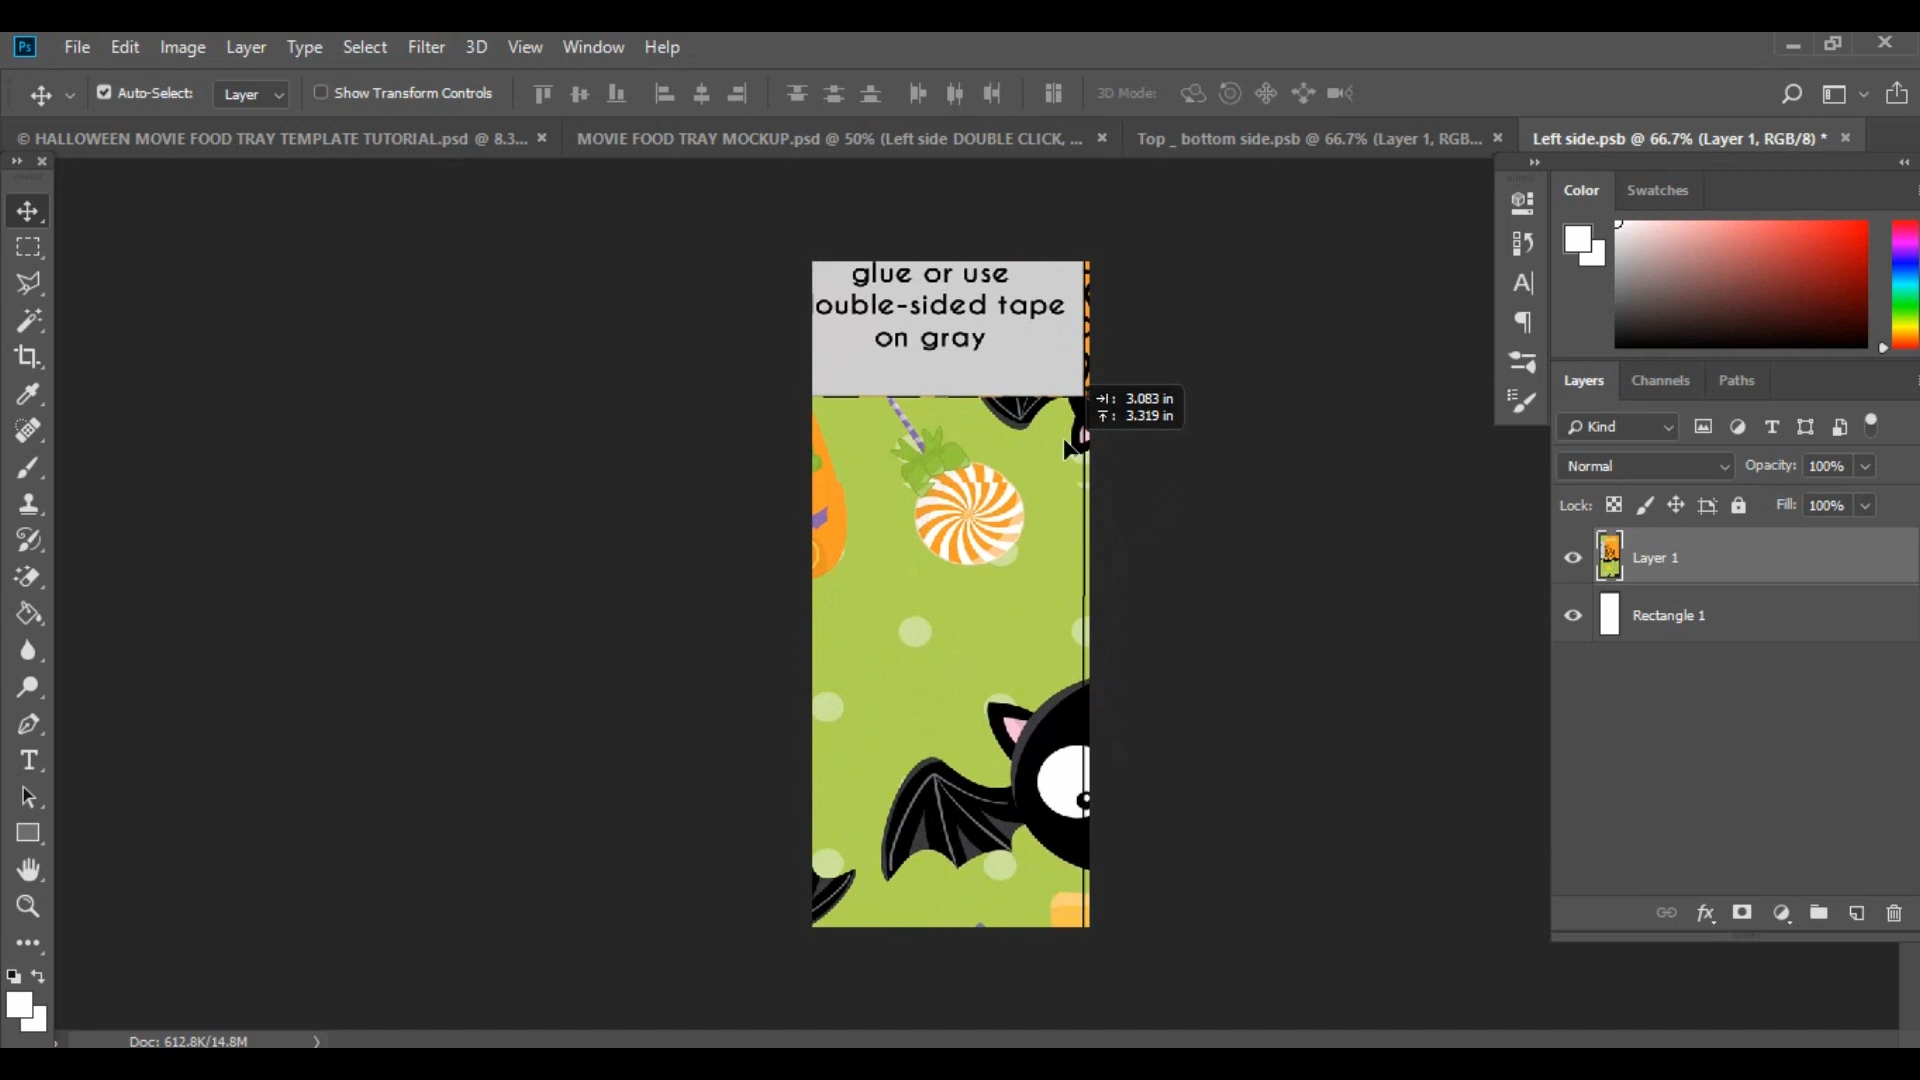 Ps File Edit Image Layer Type Select Filter 3D View Window Help
Auto-Select: Layer Show Transform Controls 3D Mode:
© HALLOWEEN MOVIE FOOD TRAY TEMPLATE TUTORIAL.psd @ 8.3... MOVIE FOOD TRAY MOCKUP.psd @ 50% (Left side DOUBLE CLICK, ... Top _ bottom side.psb @ 66.7% (Layer 1, RGB... Left side.psb @ 66.7% (Layer 1, RGB/8) *
Color Swatches
glue or use
ouble-sided tape
on gray
3.083 in
3.319 in
Layers Channels Paths
Kind
Normal Opacity: 100%
Lock: Fill: 100%
Layer 1
Rectangle 1
Doc: 612.8K/14.8M